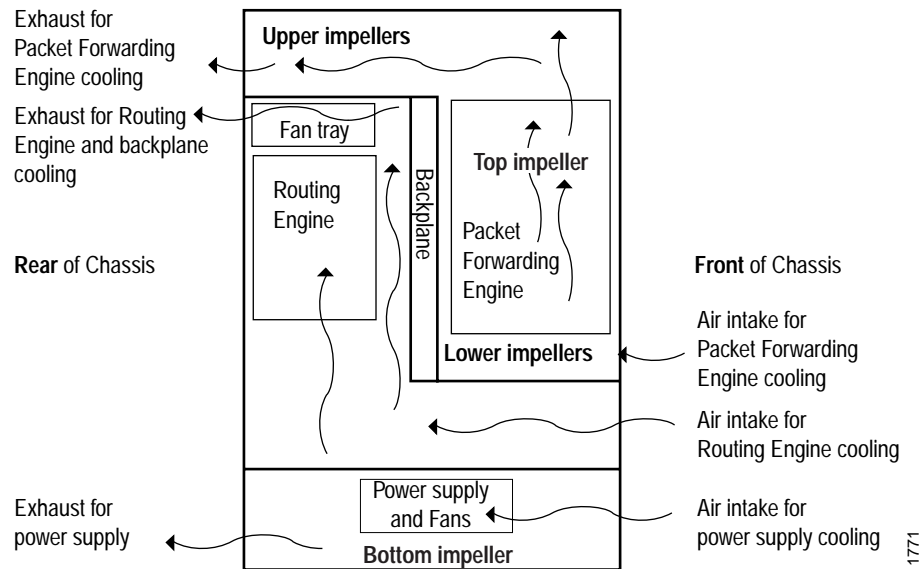 Exhaust for
Packet Forwarding
Engine cooling
Upper impellers
Exhaust for Routing
Engine and backplane
cooling
Fan tray
Backplane
Top impeller
Routing
Engine
Packet
Forwarding
Engine
Rear of Chassis
Front of Chassis
Lower impellers
Air intake for
Packet Forwarding
Engine cooling
Air intake for
Routing Engine cooling
Exhaust for
power supply
Power supply
and Fans
Bottom impeller
Air intake for
power supply cooling
1771